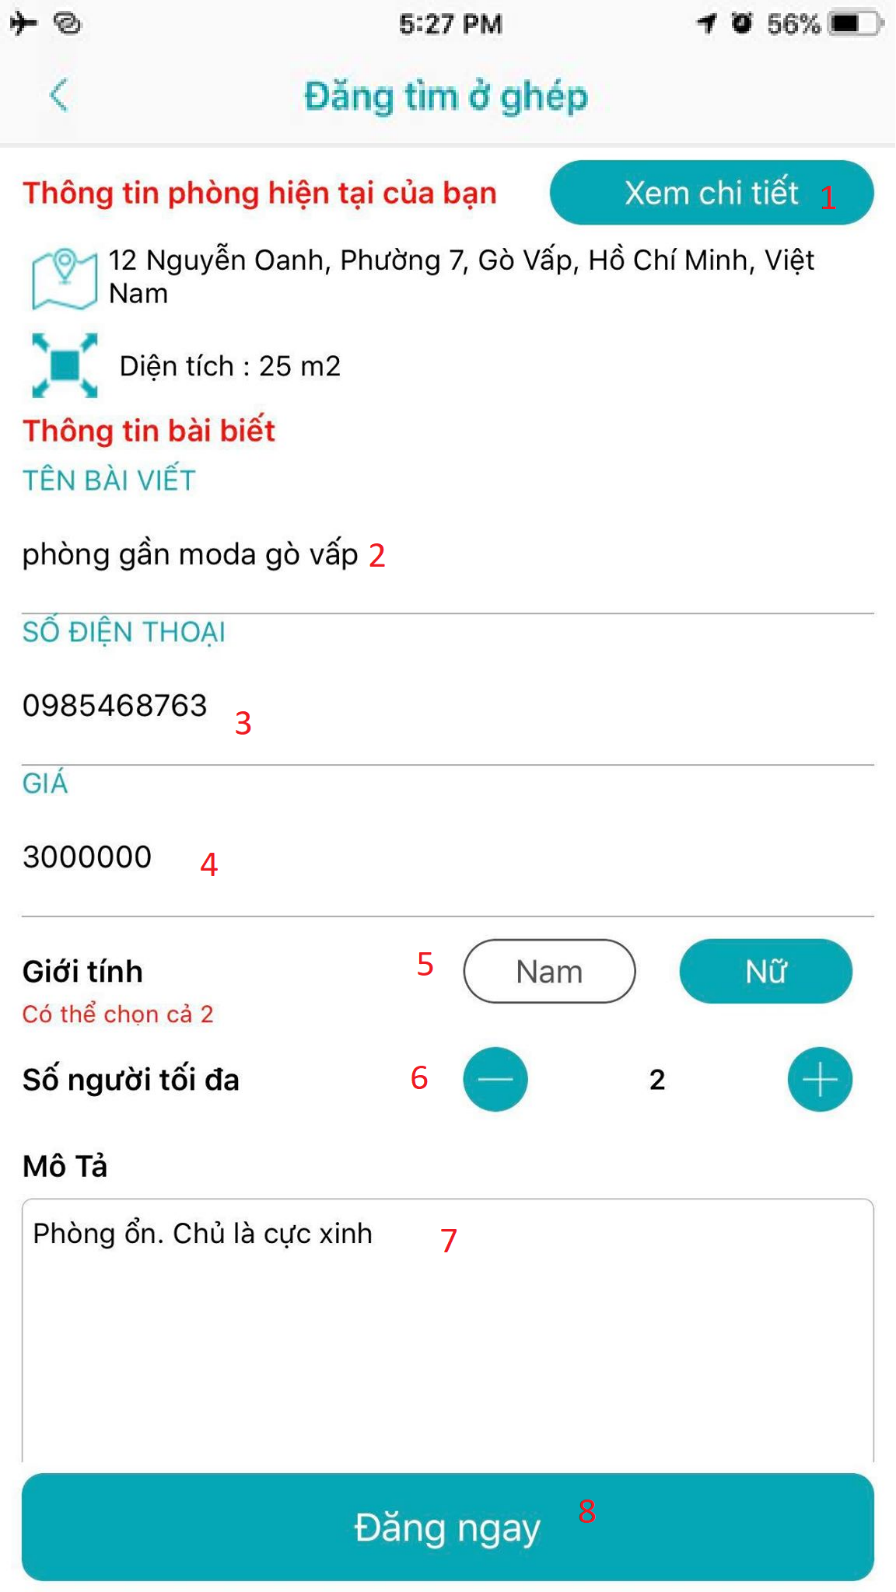 5:27 PM 56%
Đăng tìm ở ghép
Thông tin phòng hiện tại của bạn Xem chi tiết 1
12 Nguyễn Oanh, Phường 7, Gò Vấp, Hồ Chí Minh, Việt
Nam
Diện tích : 25 m2
Thông tin bài biết
TÊN BÀI VIẾT
phòng gần moda gò vấp 2
SỐ ĐIỆN THOẠI
0985468763 3
GIÁ
3000000 4
Giới tính 5 Nam Nữ
Có thể chọn cả 2
Số người tối đa 6 2
Mô Tả
Phòng ổn. Chủ là cực xinh 7
Đăng ngay 8